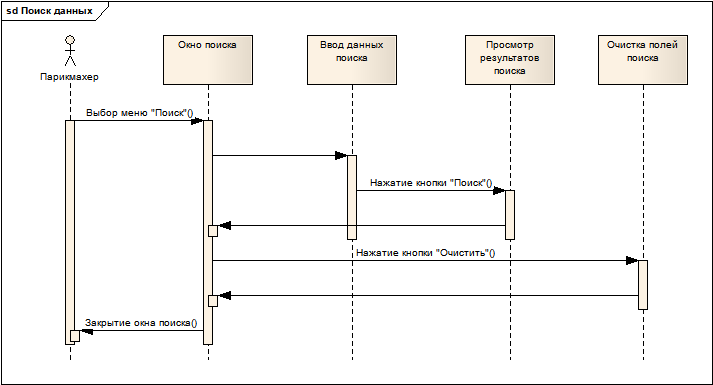 sd Поиск данных
Парикмахер
Окно поиска
Ввод данных
поиска
Просмотр
результатов
поиска
Очистка полей
поиска
Выбор меню "Поиск"()
Нажатие кнопки "Поиск"()
Нажатие кнопки "Очистить"()
Закрытие окна поиска()